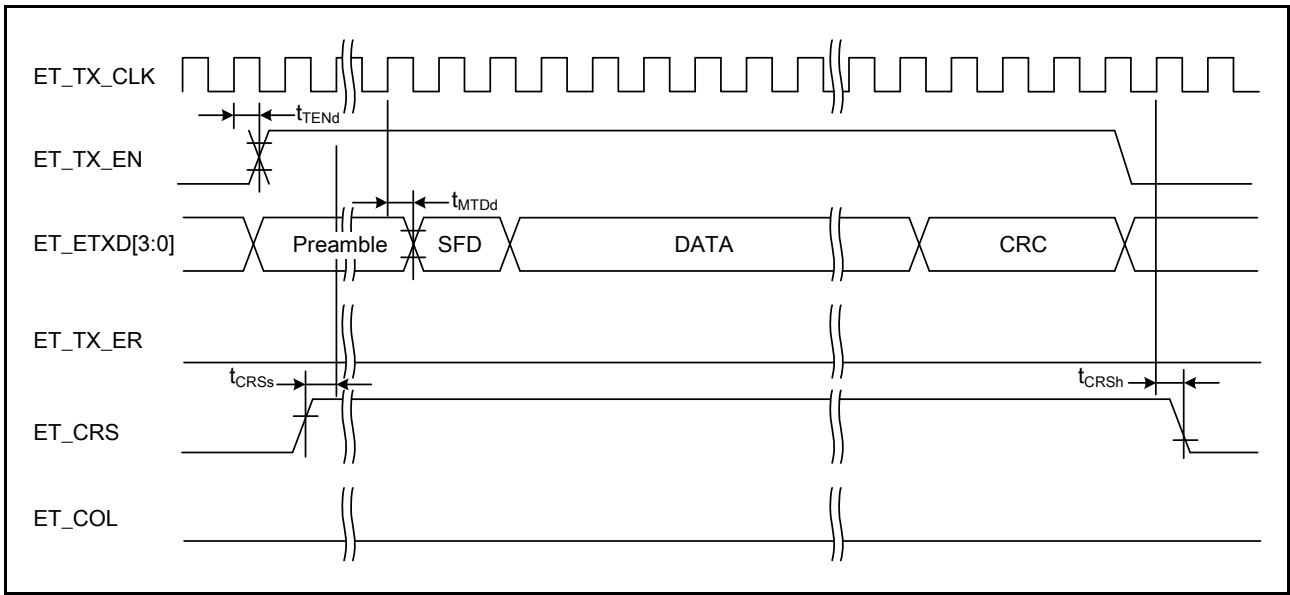 ET_TX_CLK
tTENd
ET_TX_EN
tMTDd
ET_ETXD[3:0]
Preamble
SFD
DATA
CRC
ET_TX_ER
tCRSs
tCRSh
ET_CRS
ET_COL